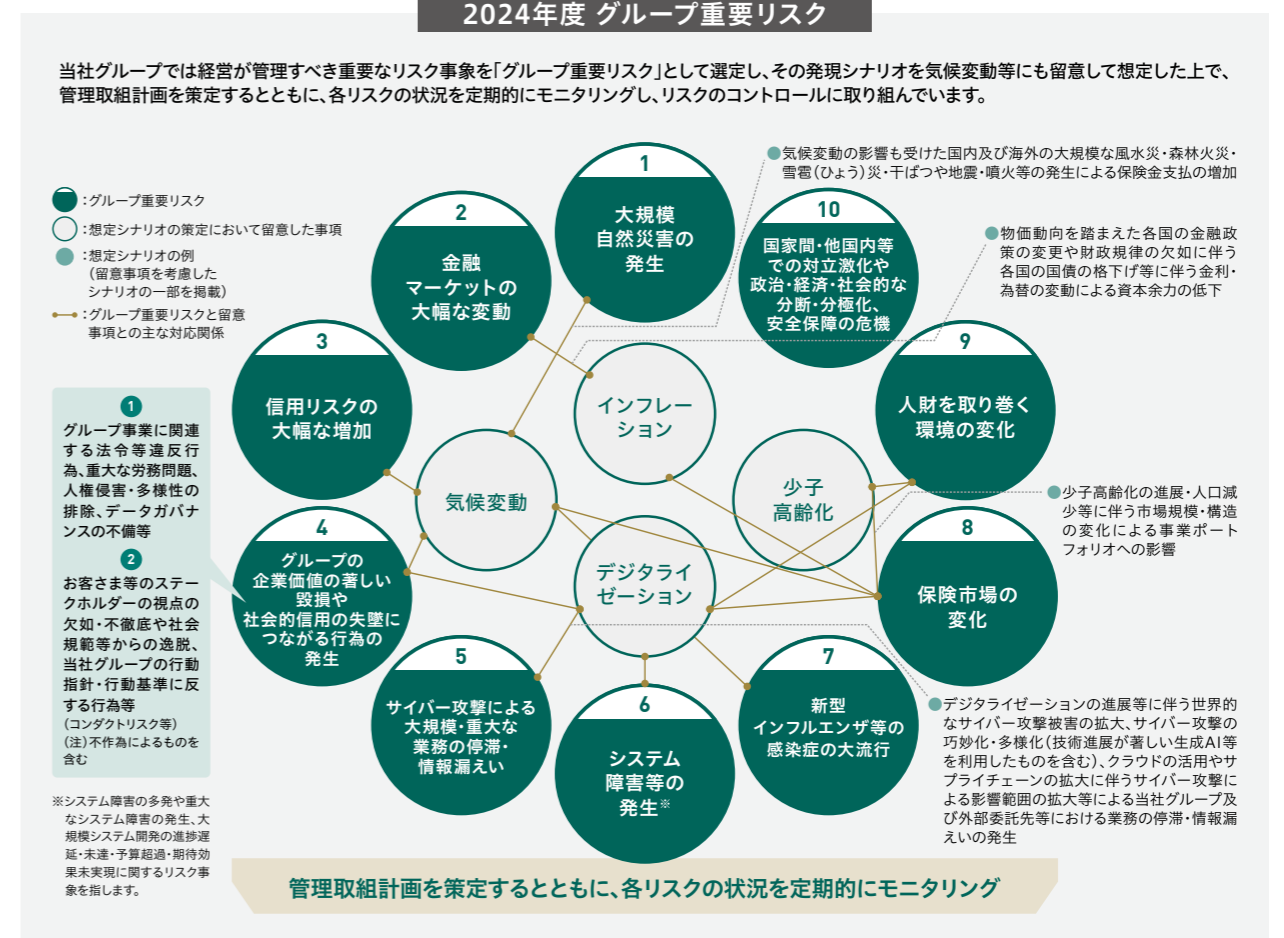 2024年度 グループ重要リスク
当社グループでは経営が管理すべき重要なリスク事象を「グループ重要リスク」として選定し、その発現シナリオを気候変動等にも留意して想定した上で、
管理取組計画を策定するとともに、各リスクの状況を定期的にモニタリングし、リスクのコントロールに取り組んでいます。
:グループ重要リスク
:想定シナリオの策定において留意した事項
:想定シナリオの例
(留意事項を考慮した
シナリオの一部を掲載)
:グループ重要リスクと留意
事項との主な対応関係
1
大規模
自然災害の
発生
2
金融
マーケットの
大幅な変動
3
信用リスクの
大幅な増加
4
グループの
企業価値の著しい
毀損や
社会的信用の失墜に
つながる行為の
発生
5
サイバー攻撃による
大規模・重大な
業務の停滞・
情報漏えい
6
システム
障害等の
発生※
7
新型
インフルエンザ等の
感染症の大流行
8
保険市場の
変化
9
人財を取り巻く
環境の変化
10
国家間・他国内等
での対立激化や
政治・経済・社会的な
分断・分極化、
安全保障の危機
インフレー
ション
気候変動
少子
高齢化
デジタライ
ゼーション
●気候変動の影響も受けた国内及び海外の大規模な風水災・森林火災・
雪雹(ひょう)災・干ばつや地震・噴火等の発生による保険金支払の増加
●物価動向を踏まえた各国の金融政
策の変更や財政規律の欠如に伴う
各国の国債の格下げ等に伴う金利・
為替の変動による資本余力の低下
●少子高齢化の進展・人口減
少等に伴う市場規模・構造
の変化による事業ポート
フォリオへの影響
●デジタライゼーションの進展等に伴う世界的
なサイバー攻撃被害の拡大、サイバー攻撃の
巧妙化・多様化(技術進展が著しい生成AI等
を利用したものを含む)、クラウドの活用やサ
プライチェーンの拡大に伴うサイバー攻撃に
よる影響範囲の拡大等による当社グループ及
び外部委託先等における業務の停滞・情報漏
えいの発生
1
グループ事業に関連
する法令等違反行
為、重大な労務問題、
人権侵害・多様性の
排除、データガバナ
ンスの不備等
2
お客さま等のステー
クホルダーの視点の
欠如・不徹底や社会
規範等からの逸脱、
当社グループの行動
指針・行動基準に反
する行為等
(コンダクトリスク等)
(注)不作為によるものを
含む
※システム障害の多発や重大
なシステム障害の発生、大
規模システム開発の進捗遅
延・未達・予算超過・期待効
果未実現に関するリスク事
象を指します。
管理取組計画を策定するとともに、各リスクの状況を定期的にモニタリング